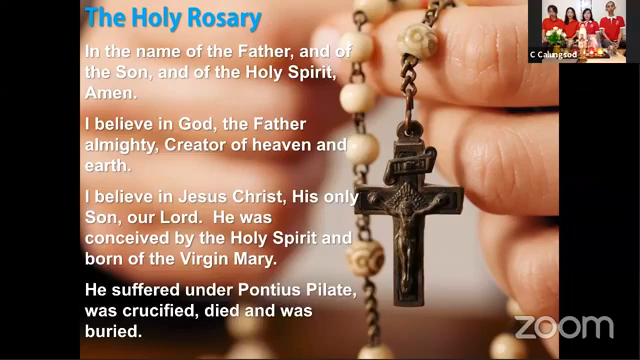 The Holy Rosary
In the name of the Father, and of
the Son, and of the Holy Spirit,
Amen.
I believe in God, the Father
almighty, Creator of heaven and
earth.
I believe in Jesus Christ, His only
Son, our Lord.  He was
conceived by the Holy Spirit and
born of the Virgin Mary.
He suffered under Pontius Pilate,
was crucified, died and was
buried.
C Calungsod
zoom